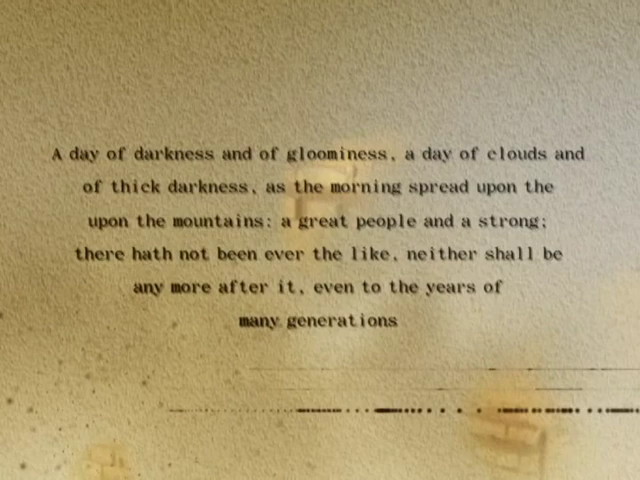 A day of darkness and of gloominess, a day of clouds and
of thick darkness, as the morning spread upon the
upon the mountains: a great people and a strong;
there hath not been ever the like, neither shall be
any more after it, even to the years of
many generations